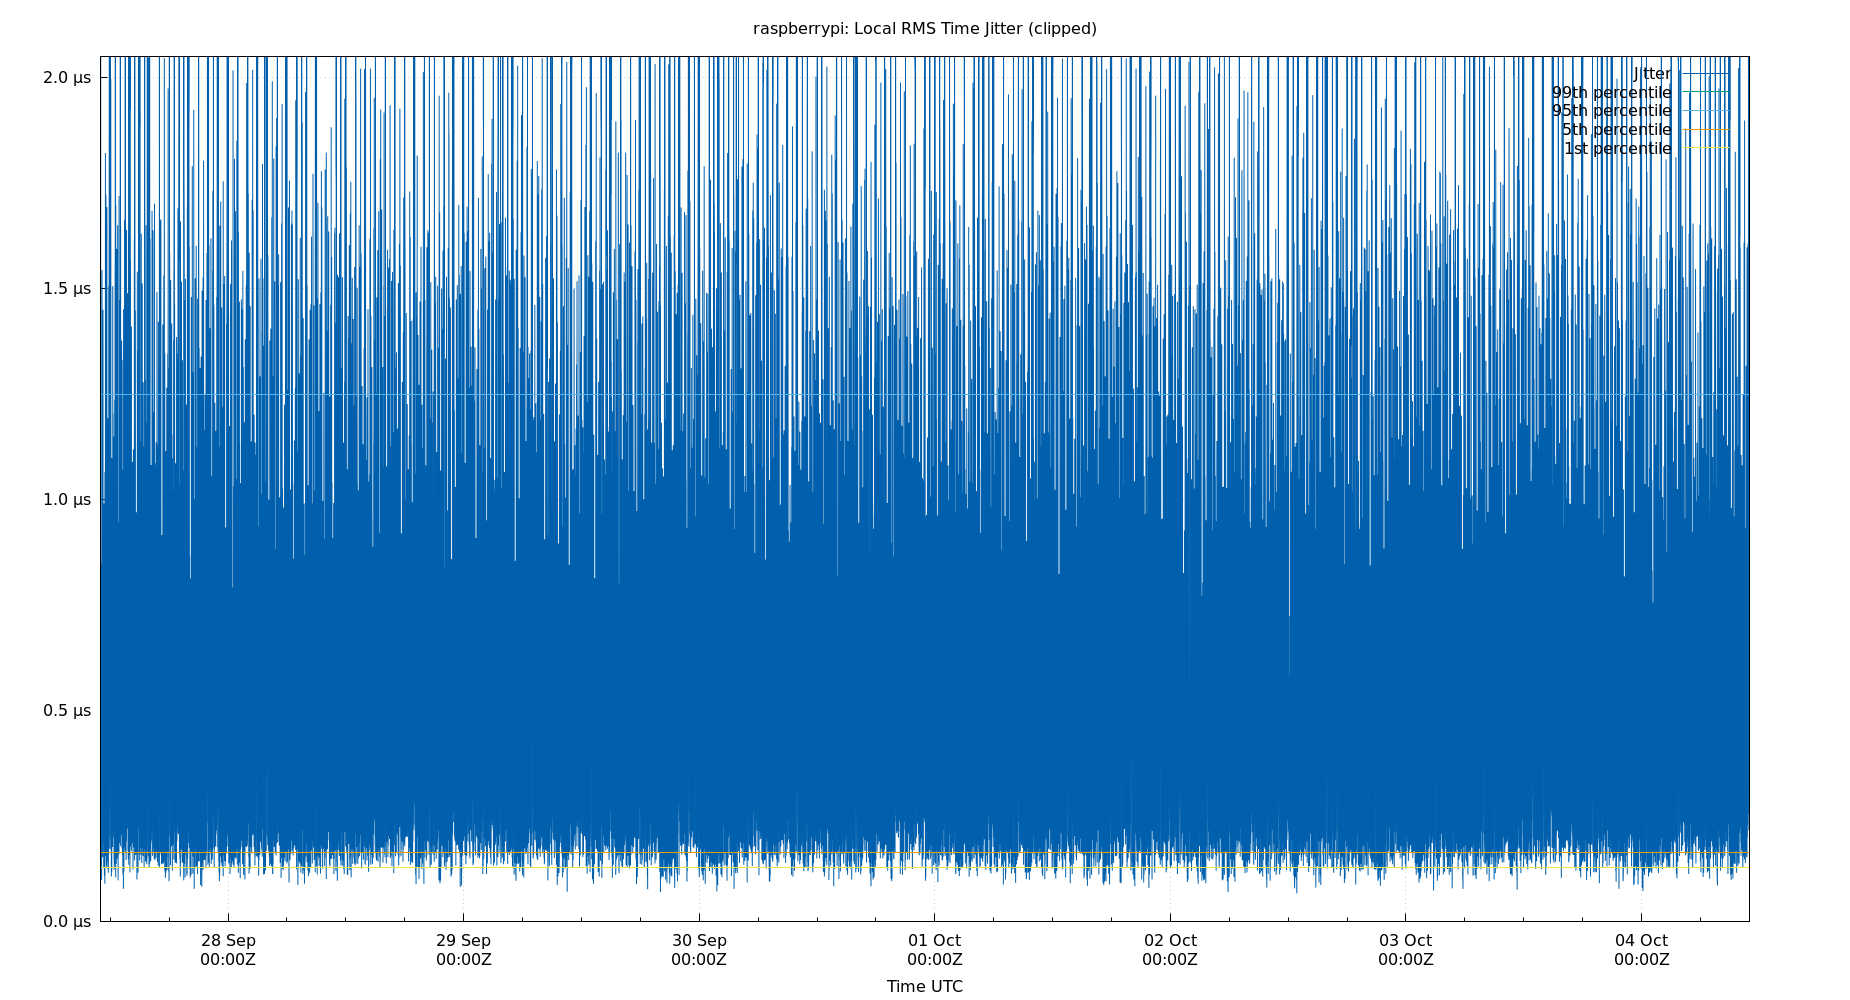 raspberrypi: Local RMS Time Jitter (clipped)
2.0 µs
1.5 µs
1.0 µs
0.5 µs
0.0 µs
Jitter
99th percentile
95th percentile
5th percentile
1st percentile
28 Sep 29 Sep 30 Sep 01 Oct 02 Oct 03 Oct 04 Oct
00:00Z 00:00Z 00:00Z 00:00Z 00:00Z 00:00Z 00:00Z
Time UTC